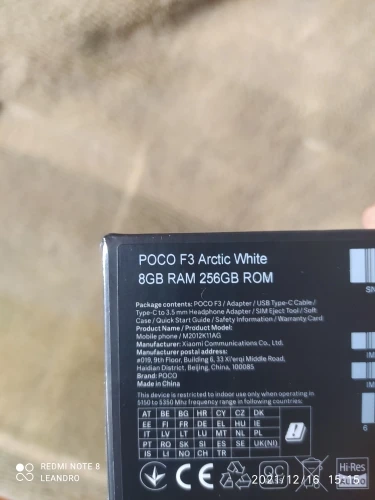 POCO F3 Arctic White
8GB RAM 256GB ROM
Package contents: POCO F3 / Adapter / USB Type-C Cable /
Type-C to 3.5 mm Headphone Adapter / SIM Eject Tool / Soft
Case / Quick Start Guide / Safety Information / Warranty Card
Product Name / Product Model:
Mobile phone / M2012K11AG
Manufacturer: Xiaomi Communications Co., Ltd.
Manufacturer postal address:
#019, 9th Floor, Building 6, 33 Xi'erqi Middle Road,
Haidian District, Beijing, China, 100085
Brand: POCO
Made in China
This device is restricted to indoor use only when operating in
5150 to 5350 Mhz frequency range in following countries:
AT BE BG HR CY CZ DK
EE FI FR DE EL HU IE
IT LV LT LU MT NL PL
PT RO SK SI ES SE UK(NI)
IS LI NO CH TR
SN
IM
IM
6
Hi-Res
AUDIO
REDMI NOTE 8
LEANDRO
2021/12/16 15:15